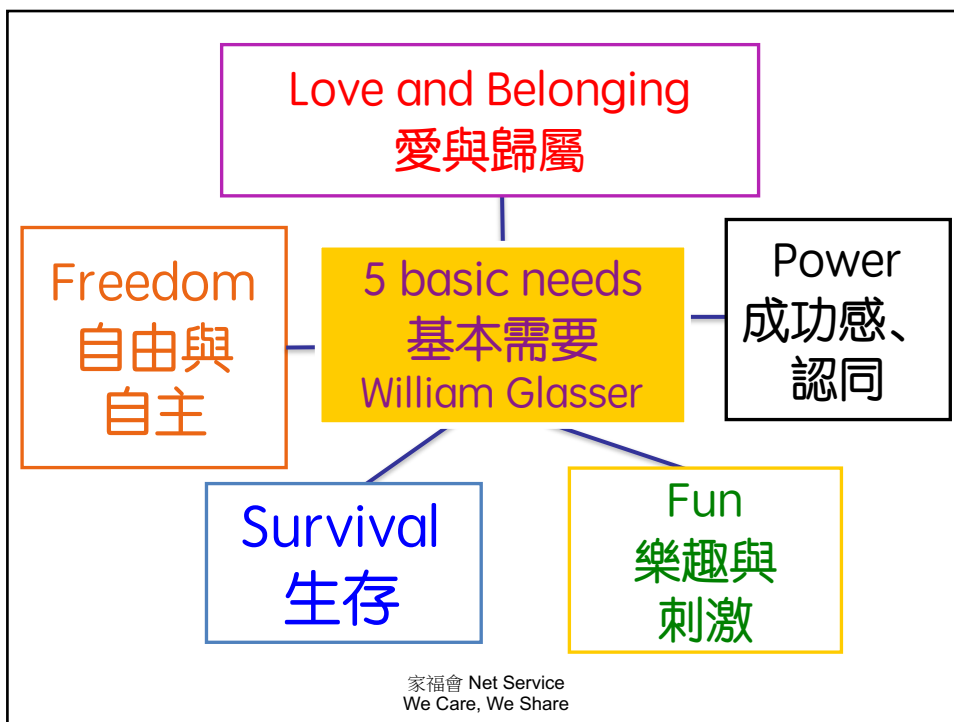 Love and Belonging
愛與歸屬
Freedom
自由與
自主
5 basic needs
基本需要
William Glasser
Power
成功感、
認同
Survival
生存
Fun
樂趣與
刺激
家福會 Net Service
We Care, We Share